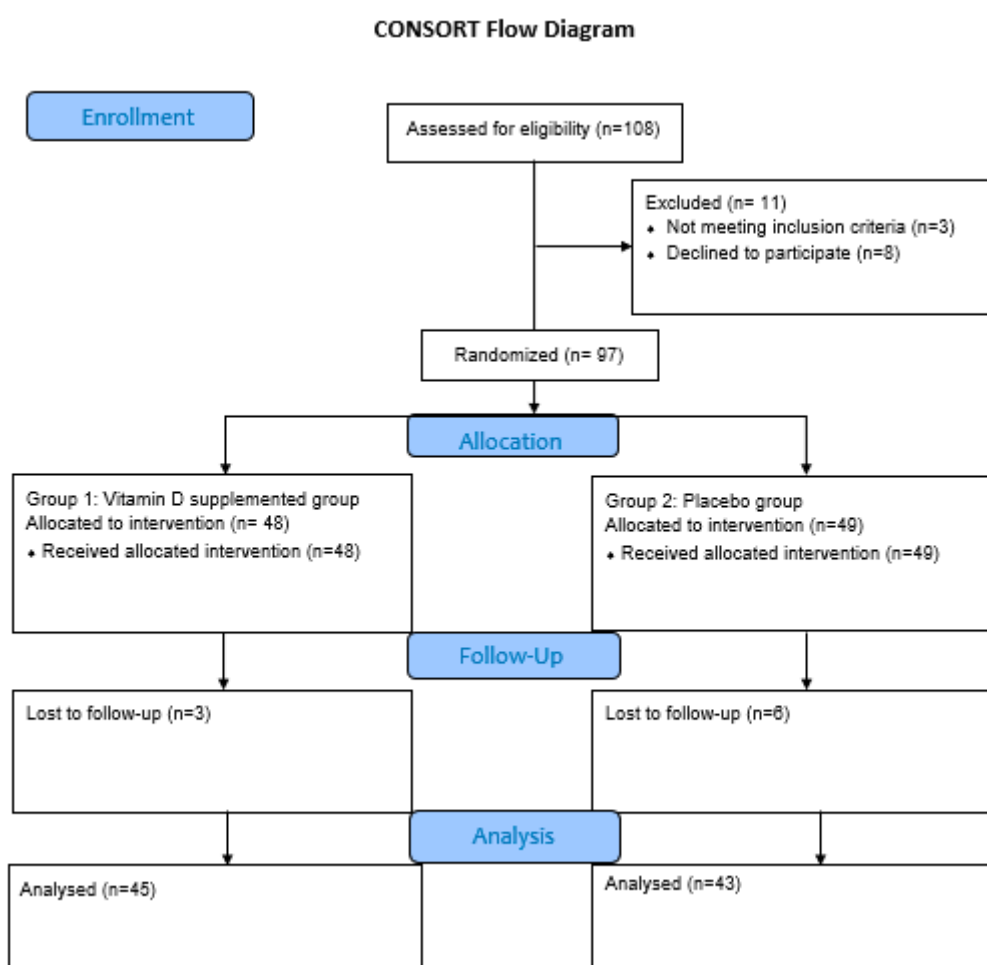 CONSORT Flow Diagram
Enrollment
Assessed for eligibility (n=108)
Excluded (n= 11)
⬥ Not meeting inclusion criteria (n=3)
⬥ Declined to participate (n=8)
Randomized (n= 97)
Allocation
Group 1: Vitamin D supplemented group
Allocated to intervention (n= 48)
⬥ Received allocated intervention (n=48)
Group 2: Placebo group
Allocated to intervention (n=49)
⬥ Received allocated intervention (n=49)
Follow-Up
Lost to follow-up (n=3)
Lost to follow-up (n=6)
Analysis
Analysed (n=45)
Analysed (n=43)